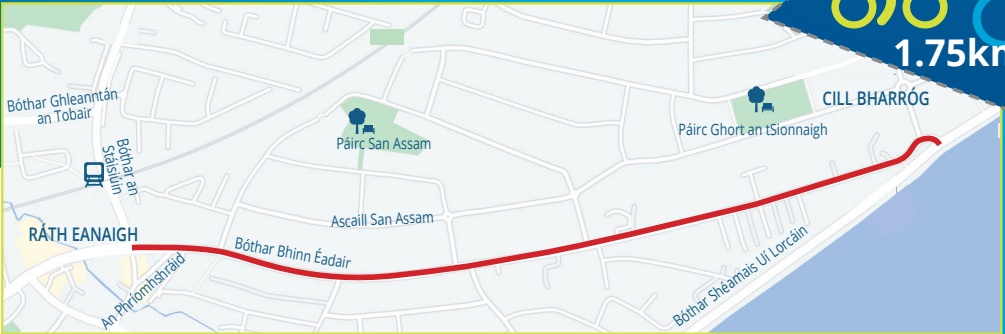 1.75km
Bóthar Ghleanntán
an Tobair
Bóthar an
Stáisiúin
Páirc San Assam
CILL BHARRÓG
Páirc Ghort an tSionnaigh
Ascaill San Assam
RÁTH EANAIGH
Bóthar Bhinn Éadair
An Phríomhshráid
Bóthar Shéamais Uí Lorcáin